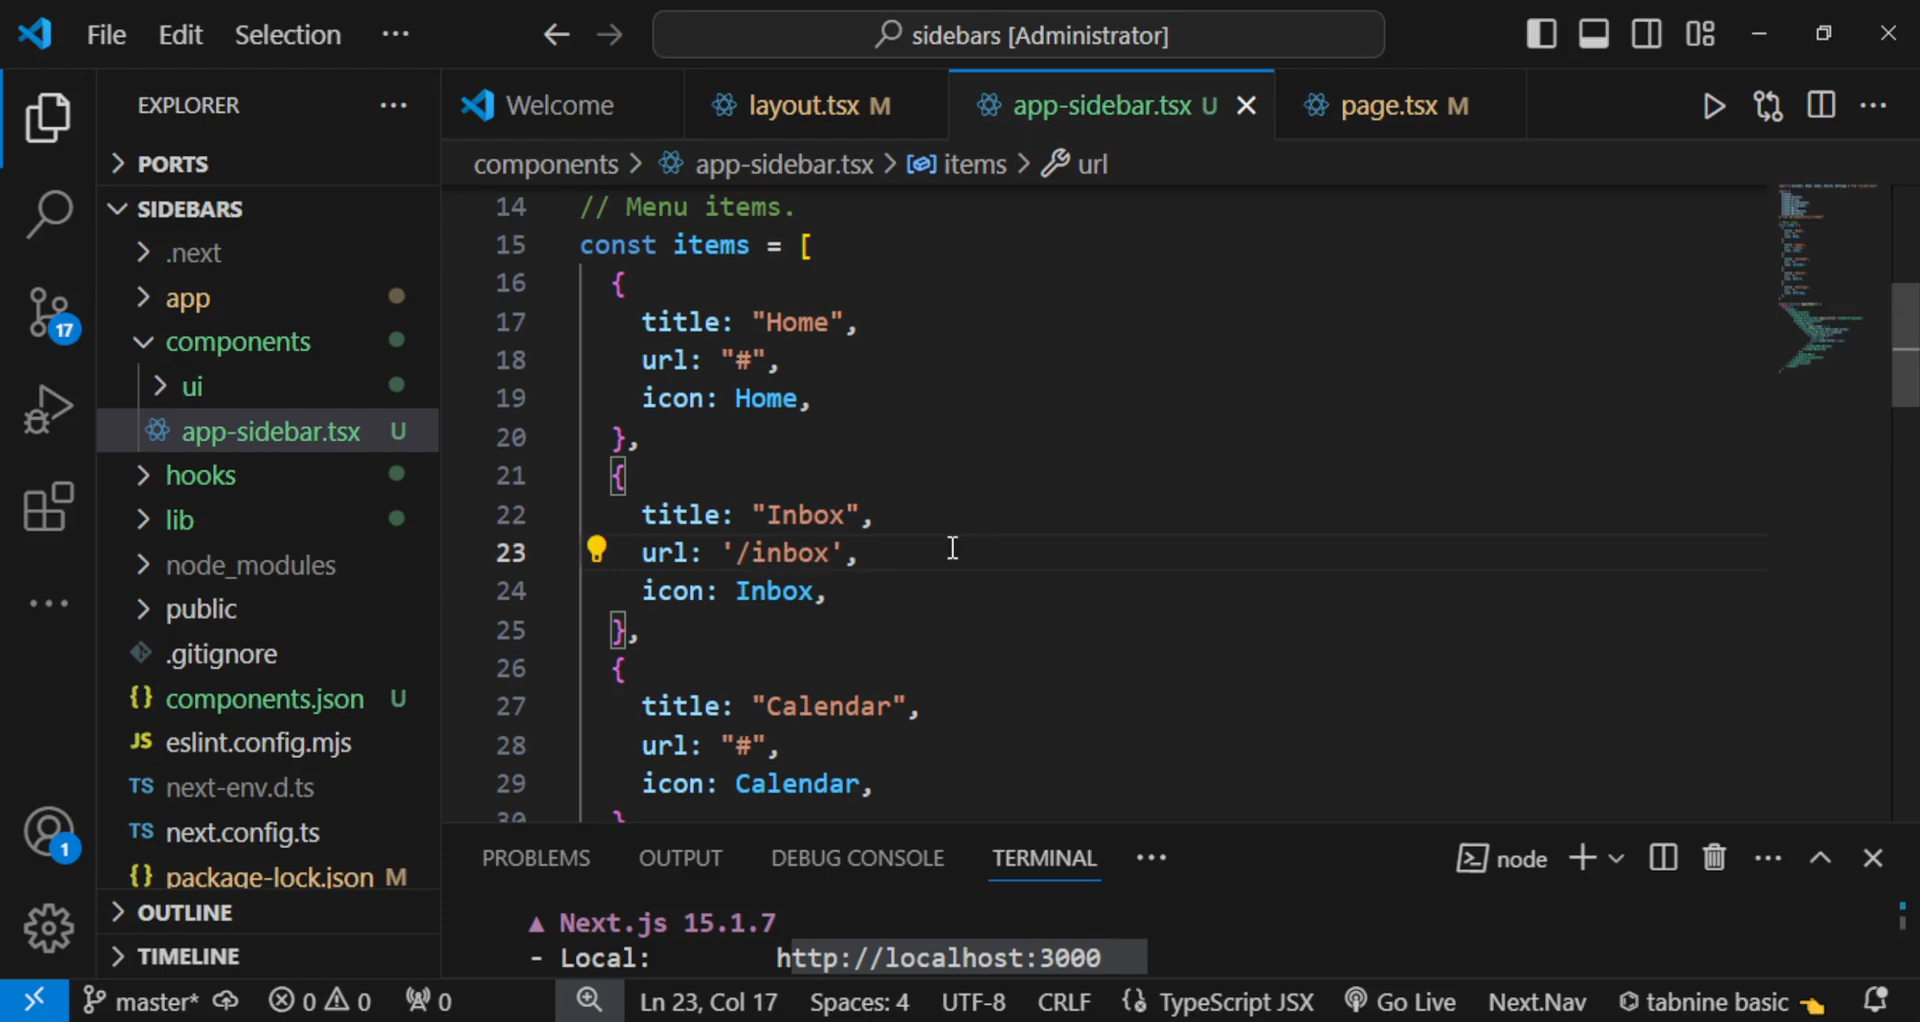 File Edit Selection ···
sidebars [Administrator]
EXPLORER ···
PORTS
SIDEBARS
.next
app
components
ui
app-sidebar.tsx U
hooks
lib
node_modules
public
.gitignore
{} components.json U
JS eslint.config.mjs
TS next-env.d.ts
TS next.config.ts
{} package-lock.json M
OUTLINE
TIMELINE
17
1
Welcome
layout.tsx M
app-sidebar.tsx U
page.tsx M
components > app-sidebar.tsx > items > url
14 // Menu items.
15 const items = [
16 {
17 title: "Home",
18 url: "#",
19 icon: Home,
20 },
21 {
22 title: "Inbox",
23 url: '/inbox',
24 icon: Inbox,
25 },
26 {
27 title: "Calendar",
28 url: "#",
29 icon: Calendar,
30 }
PROBLEMS OUTPUT DEBUG CONSOLE TERMINAL ···
node
▲ Next.js 15.1.7
- Local: http://localhost:3000
master* 0 0 0 Ln 23, Col 17 Spaces: 4 UTF-8 CRLF {} TypeScript JSX Go Live Next.Nav tabnine basic